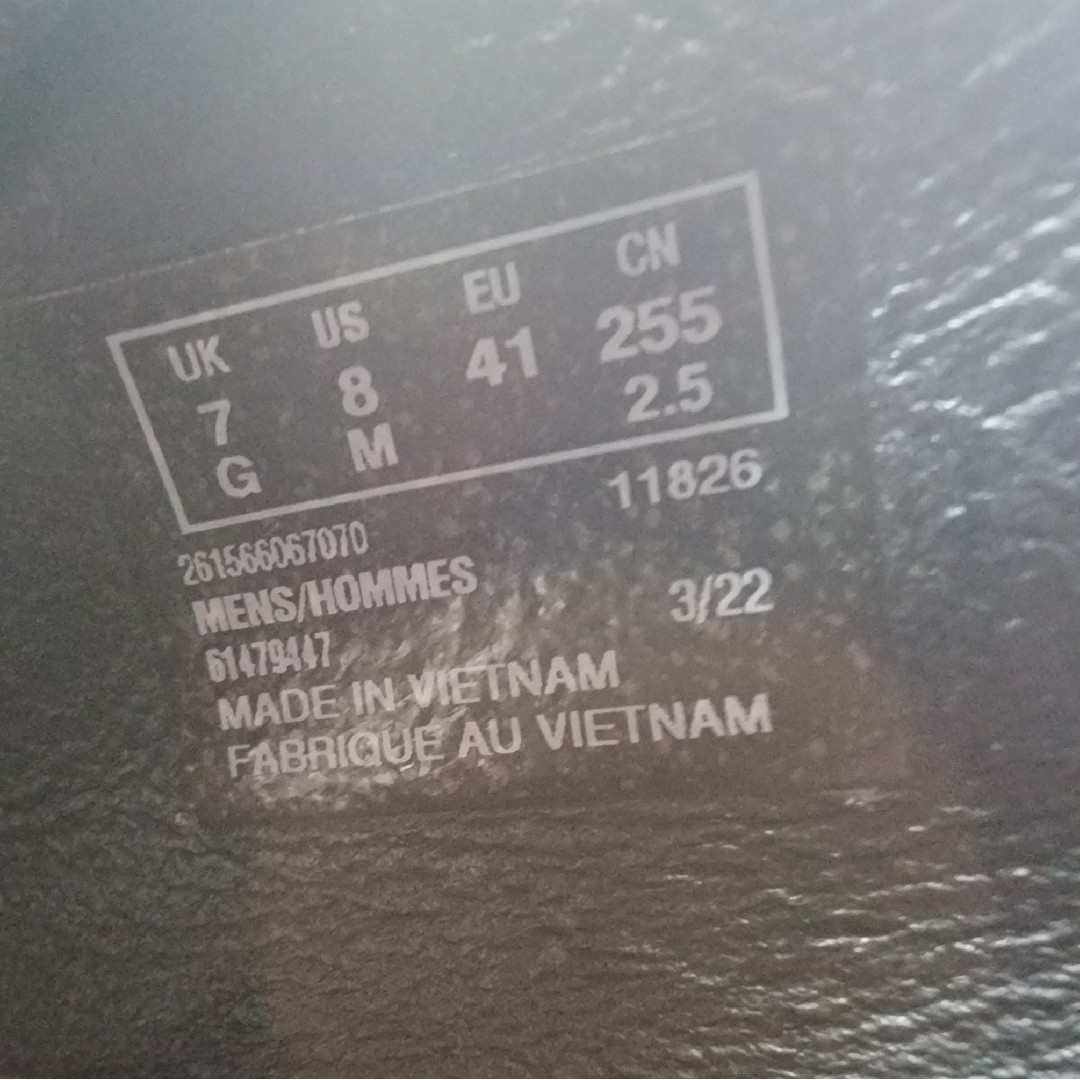 UK US EU CN
7 8 41 255
G M 2.5
11826
261566067070
MENS/HOMMES 3/22
61479447
MADE IN VIETNAM
FABRIQUE AU VIETNAM